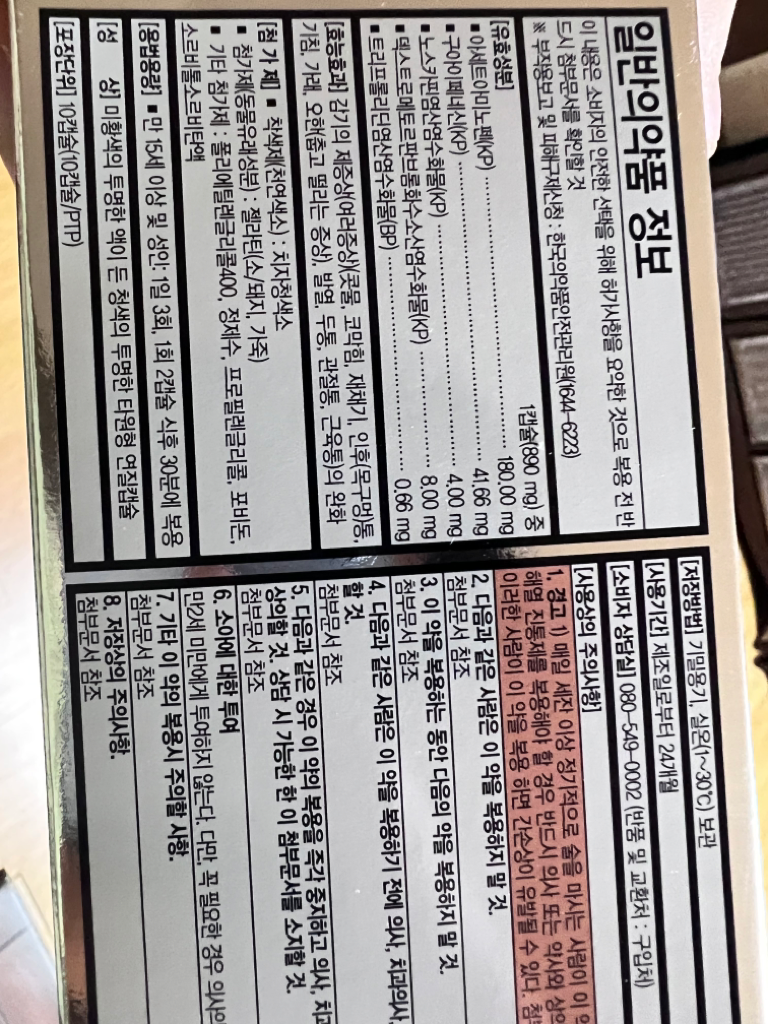 일반의약품 정보
이 내용은 소비자의 안전한 선택을 위해 허가사항을 요약한 것으로 복용 전 반
드시 첨부문서를 확인할 것
※ 부작용보고 및 피해구제신청 : 한국의약품안전관리원(1644-6223)
[유효성분] 1캡슐(890 mg) 중
▪ 아세트아미노펜(KP) 180.00 mg
▪ 구아이페네신(KP) 41.66 mg
▪ 노스카핀염산염수화물(KP) 4.00 mg
▪ 덱스트로메토르판브롬화수소산염수화물(KP) 8.00 mg
▪ 트리프롤리딘염산염수화물(BP) 0.66 mg
[효능효과] 감기의 제증상(여러증상)(콧물, 코막힘, 재채기, 인후(목구멍)통,
기침, 가래, 오한(춥고 떨리는 증상), 발열, 두통, 관절통, 근육통)의 완화
[첨 가 제] ▪ 착색제(천연색소) : 치자청색소
▪ 첨가제(동물유래성분) : 젤라틴(소/돼지, 가죽)
▪ 기타 첨가제 : 폴리에틸렌글리콜400, 정제수, 프로필렌글리콜, 포비돈,
소르비톨소르비탄액
[용법용량] ▪ 만 15세 이상 및 성인: 1일 3회, 1회 2캡슐 식후 30분에 복용
[성 상] 미황색의 투명한 액이 든 청색의 투명한 타원형 연질캡슐
[포장단위] 10캡슐(10캡슐/PTP)
[저장방법] 기밀용기, 실온(1~30℃) 보관
[사용기간] 제조일로부터 24개월
[소비자 상담실] 080-549-0002 (반품 및 교환처 : 구입처)
[사용상의 주의사항]
1. 경고 1) 매일 세잔 이상 정기적으로 술을 마시는 사람이 이
해열 진통제를 복용해야 할 경우 반드시 의사 또는 약사와
이러한 사람이 이 약을 복용 하면 간손상이 유발될 수 있다.
2. 다음과 같은 사람은 이 약을 복용하지 말 것.
첨부문서 참조
3. 이 약을 복용하는 동안 다음의 약을 복용하지 말 것.
첨부문서 참조
4. 다음과 같은 사람은 이 약을 복용하기 전에 의사, 치과의사,
할 것.
첨부문서 참조
5. 다음과 같은 경우 이 약의 복용을 즉각 중지하고 의사,
상의할 것. 상담 시 가능한 한 이 첨부문서를 소지할 것.
첨부문서 참조
6. 소아에 대한 투여
만2세 미만에게 투여하지 않는다. 다만, 꼭 필요한 경우 의사의
7. 기타 이 약의 복용시 주의할 사항.
첨부문서 참조
8. 저장상의 주의사항.
첨부문서 참조